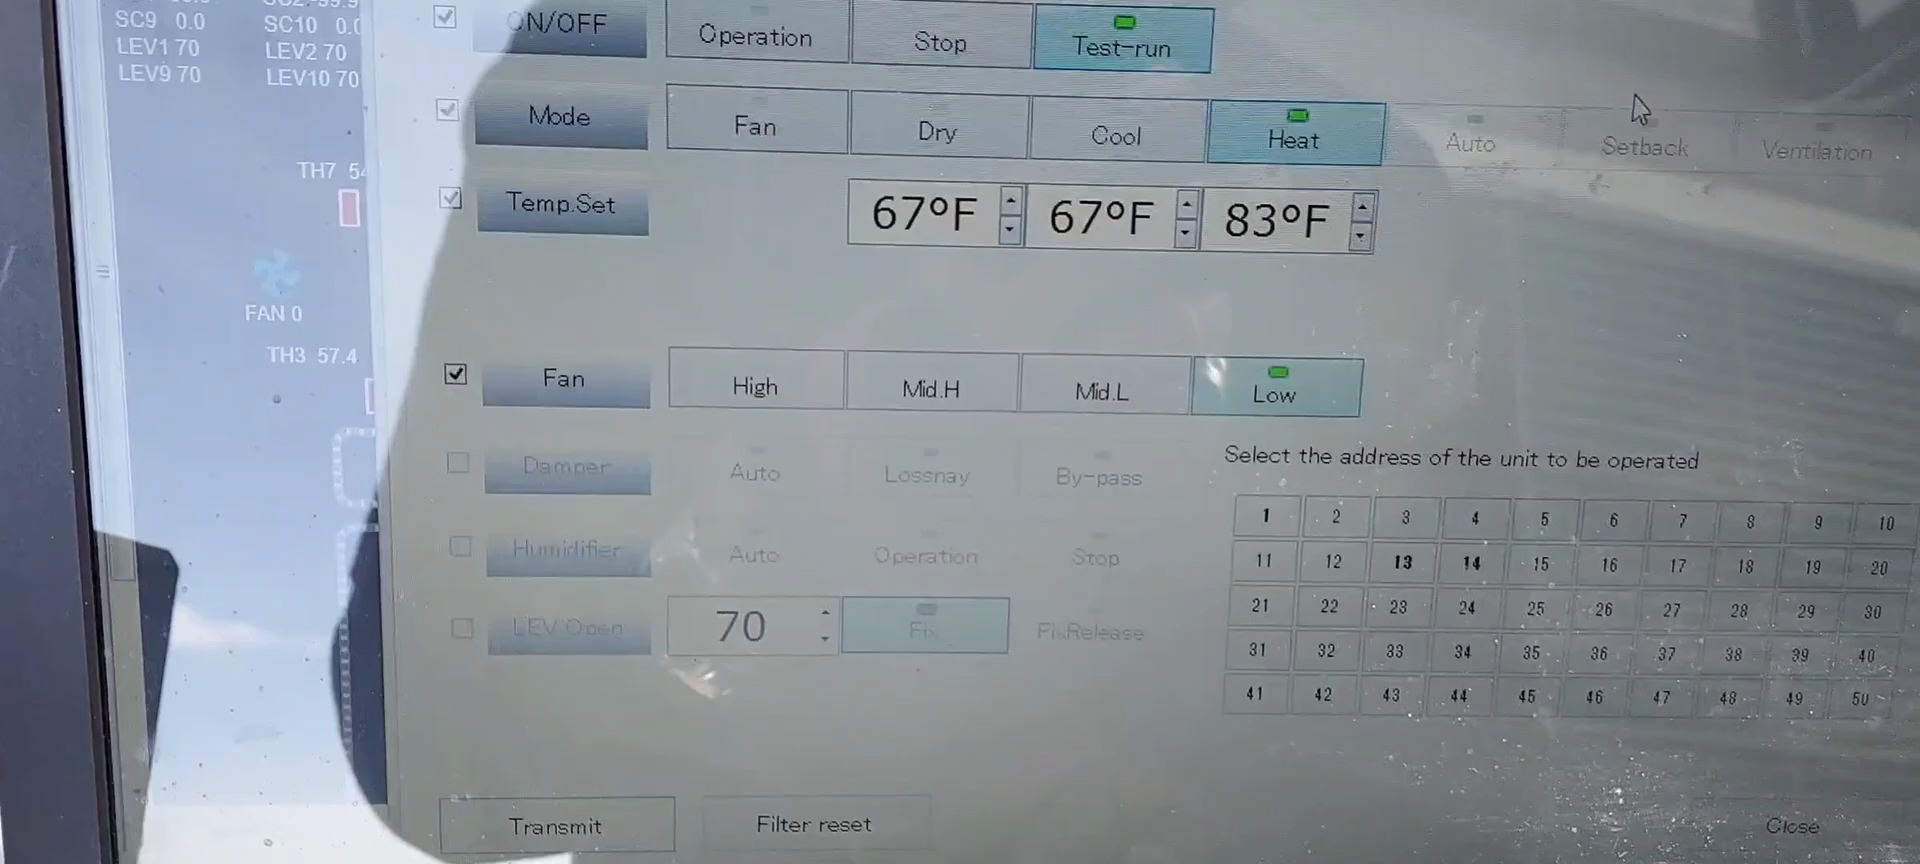 SC9 0.0 SC10
LEV1 70 LEV2 70
LEV9 70 LEV10 70
TH7
FAN 0
TH3 57.4
ON/OFF Operation Stop Test-run
Mode Fan Dry Cool Heat Auto Setback Ventilation
Temp.Set 67°F 67°F 83°F
Fan High Mid.H Mid.L Low
Damper Auto Lossnay By-pass
Humidifier Auto Operation Stop
LEV Open 70 Fix FixRelease
Select the address of the unit to be operated
1 2 3 4 5 6 7 8 9 10
11 12 13 14 15 16 17 18 19 20
21 22 23 24 25 26 27 28 29 30
31 32 33 34 35 36 37 38 39 40
41 42 43 44 45 46 47 48 49 50
Transmit Filter reset Close